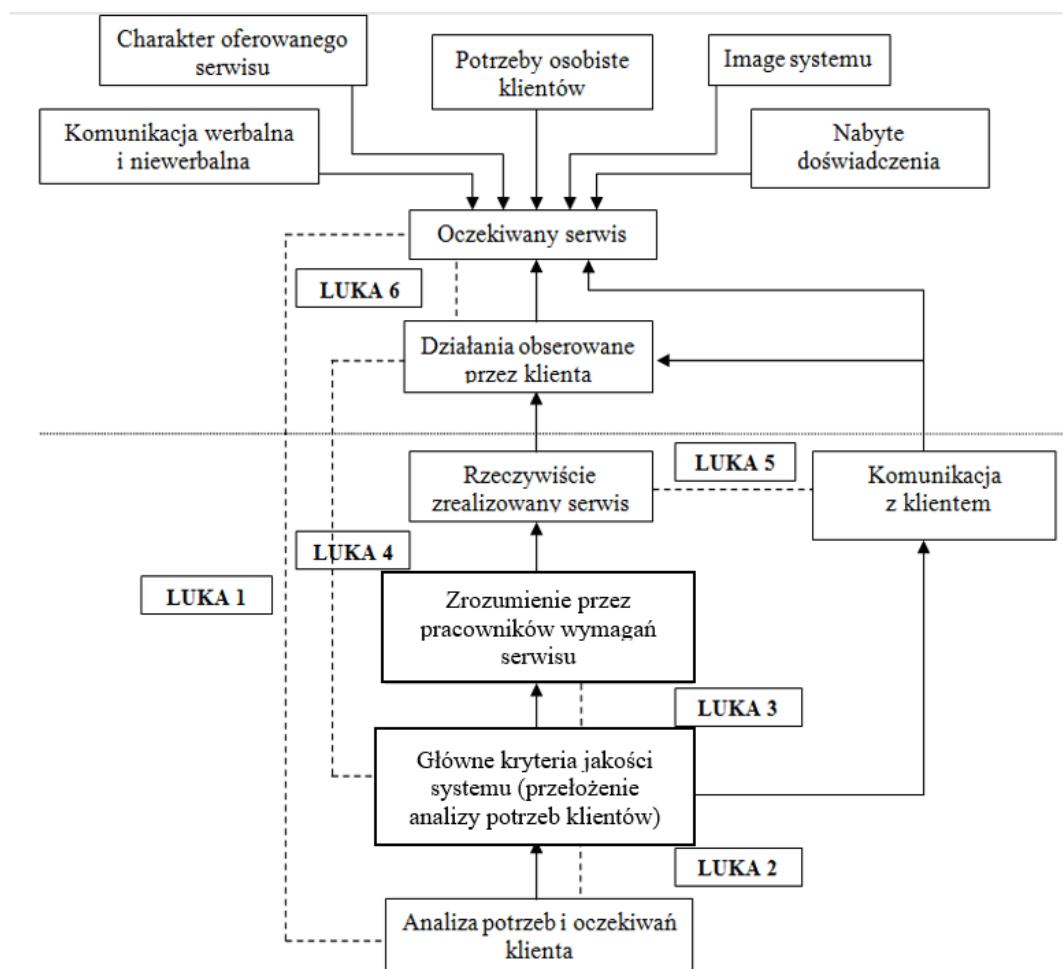 Charakter oferowanego
serwisu
Potrzeby osobiste
klientów
Image systemu
Komunikacja werbalna
i niewerbalna
Nabyte
doświadczenia
Oczekiwany serwis
LUKA 6
Działania obserowane
przez klienta
Rzeczywiście
zrealizowany serwis
LUKA 5
Komunikacja
z klientem
LUKA 4
LUKA 1
Zrozumienie przez
pracowników wymagań
serwisu
LUKA 3
Główne kryteria jakości
systemu (przełożenie
analizy potrzeb klientów)
LUKA 2
Analiza potrzeb i oczekiwań
klienta